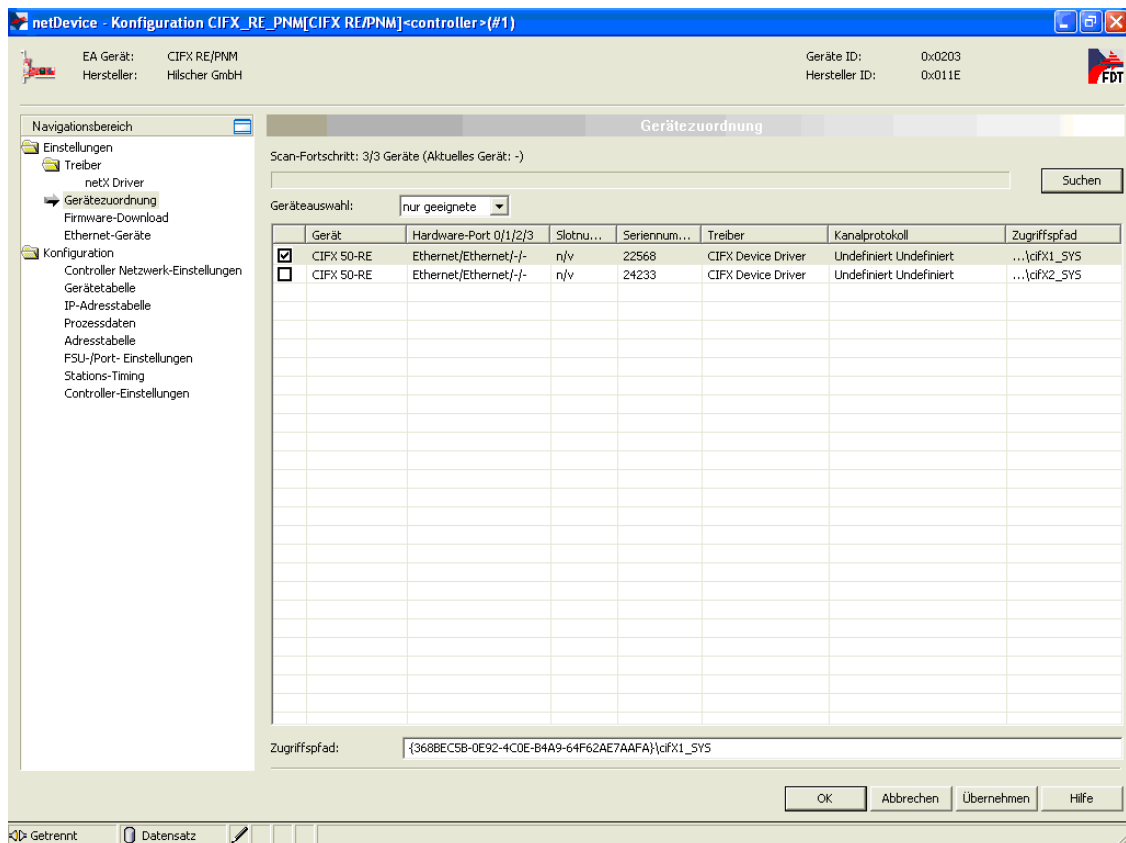 netDevice - Konfiguration CIFX_RE_PNM[CIFX RE/PNM]<controller>(#1)
EA Gerät: CIFX RE/PNM Geräte ID: 0x0203
Hersteller: Hilscher GmbH Hersteller ID: 0x011E
FDT
Navigationsbereich
Einstellungen
Treiber
netX Driver
Gerätezuordnung
Firmware-Download
Ethernet-Geräte
Konfiguration
Controller Netzwerk-Einstellungen
Gerätetabelle
IP-Adresstabelle
Prozessdaten
Adresstabelle
FSU-/Port- Einstellungen
Stations-Timing
Controller-Einstellungen
Gerätezuordnung
Scan-Fortschritt: 3/3 Geräte (Aktuelles Gerät: -)
Suchen
Geräteauswahl: nur geeignete
Gerät Hardware-Port 0/1/2/3 Slotnu... Seriennum... Treiber Kanalprotokoll Zugriffspfad
CIFX 50-RE Ethernet/Ethernet/-/- n/v 22568 CIFX Device Driver Undefiniert Undefiniert ...\cifX1_SYS
CIFX 50-RE Ethernet/Ethernet/-/- n/v 24233 CIFX Device Driver Undefiniert Undefiniert ...\cifX2_SYS
Zugriffspfad: {368BEC5B-0E92-4C0E-B4A9-64F62AE7AAFA}\cifX1_SYS
OK Abbrechen Übernehmen Hilfe
Getrennt Datensatz